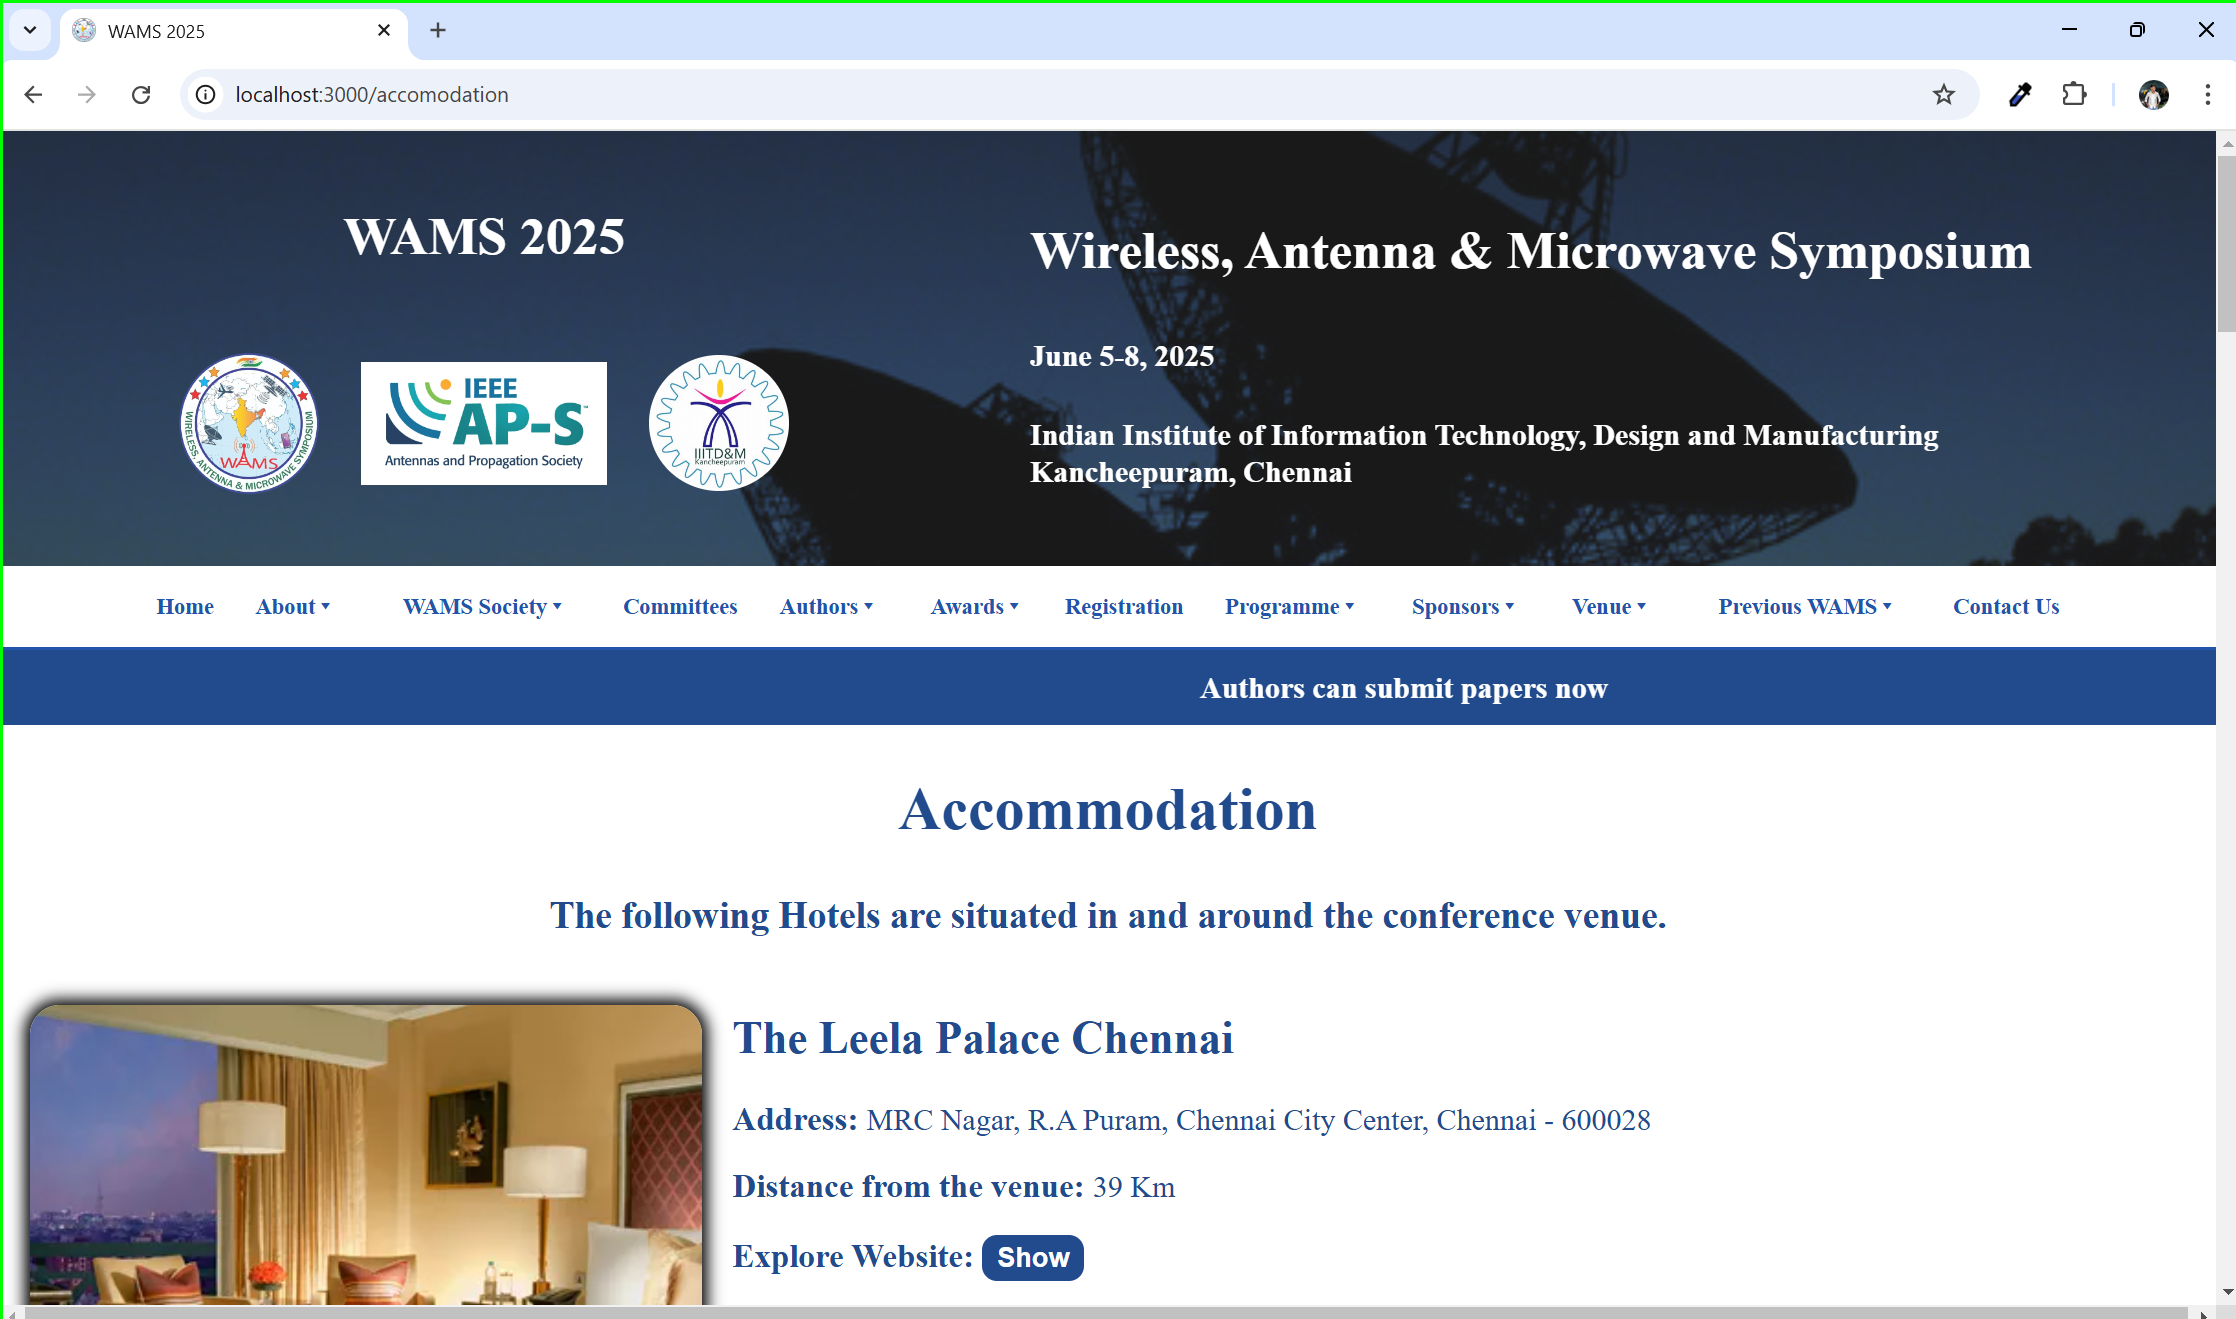 WAMS 2025
localhost:3000/accomodation
WAMS 2025
Wireless, Antenna & Microwave Symposium
June 5-8, 2025
Indian Institute of Information Technology, Design and Manufacturing
Kancheepuram, Chennai
WIRELESS, ANTENNA & MICROWAVE SYMPOSIUM
WAMS
IEEE
AP-S
Antennas and Propagation Society
IIITD&M
Kancheepuram
Home About WAMS Society Committees Authors Awards Registration Programme Sponsors Venue Previous WAMS Contact Us
Authors can submit papers now
Accommodation
The following Hotels are situated in and around the conference venue.
The Leela Palace Chennai
Address: MRC Nagar, R.A Puram, Chennai City Center, Chennai - 600028
Distance from the venue: 39 Km
Explore Website: Show